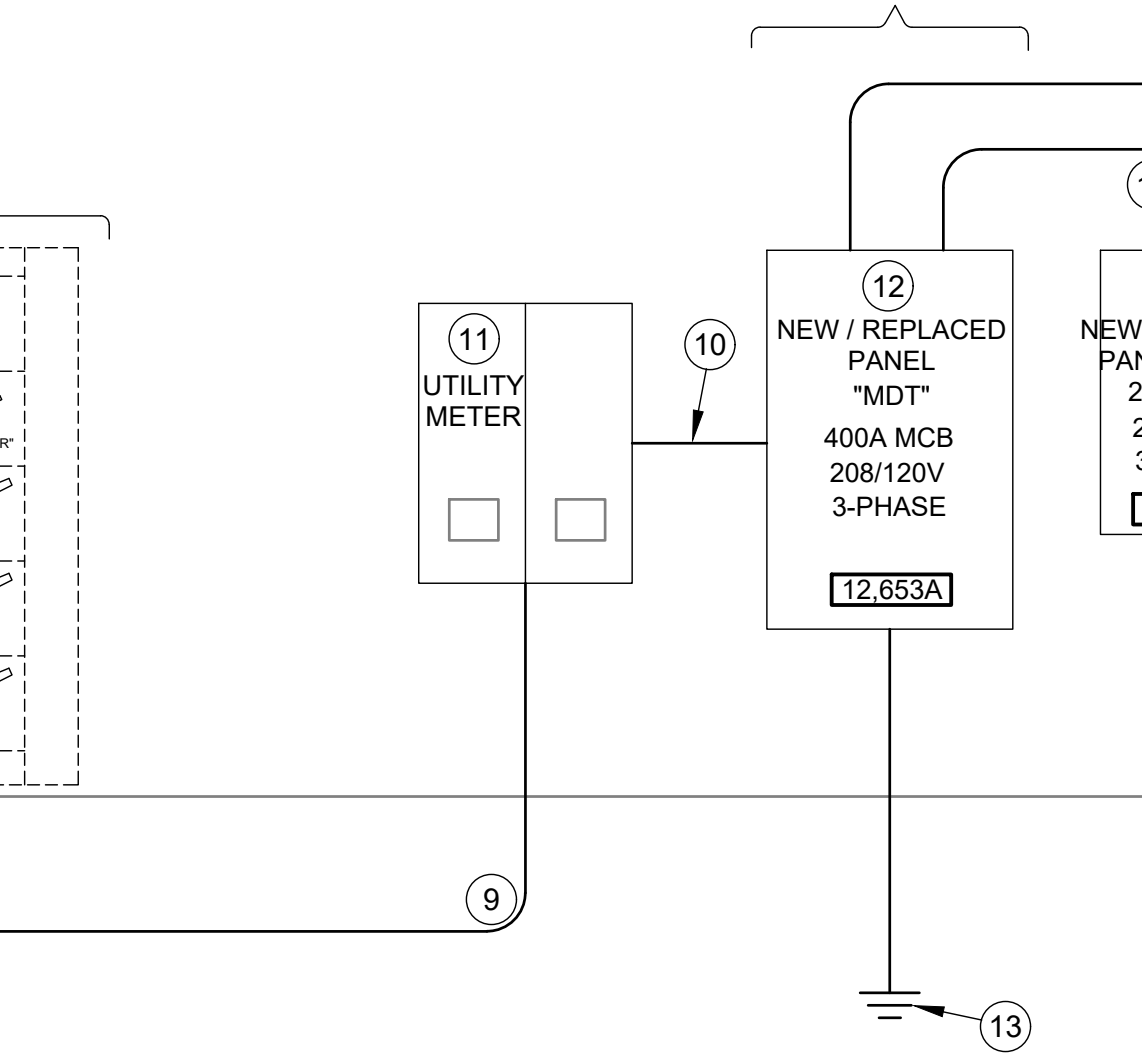 12
NEW / REPLACED
PANEL
"MDT"
400A MCB
208/120V
3-PHASE
12,653A
11
UTILITY
METER
10
NEW
R"
9
13